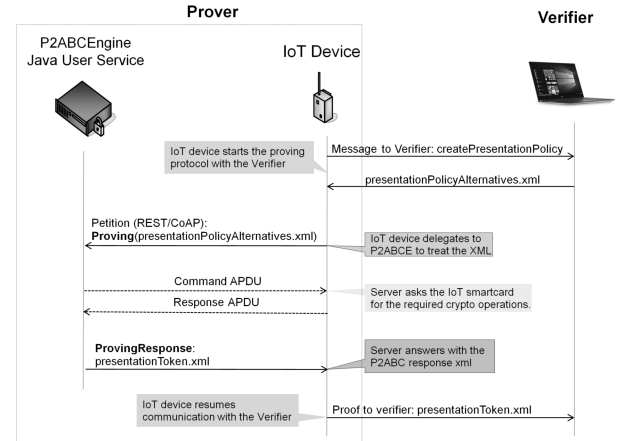 Prover
Verifier
P2ABCEngine
Java User Service
IoT Device
IoT device starts the proving
protocol with the Verifier
Message to Verifier: createPresentationPolicy
presentationPolicyAlternatives.xml
Petition (REST/CoAP):
Proving(presentationPolicyAlternatives.xml)
IoT device delegates to
P2ABCE to treat the XML
Command APDU
Response APDU
Server asks the IoT smartcard
for the required crypto operations.
ProvingResponse:
presentationToken.xml
Server answers with the
P2ABC response xml
IoT device resumes
communication with the Verifier
Proof to verifier: presentationToken.xml